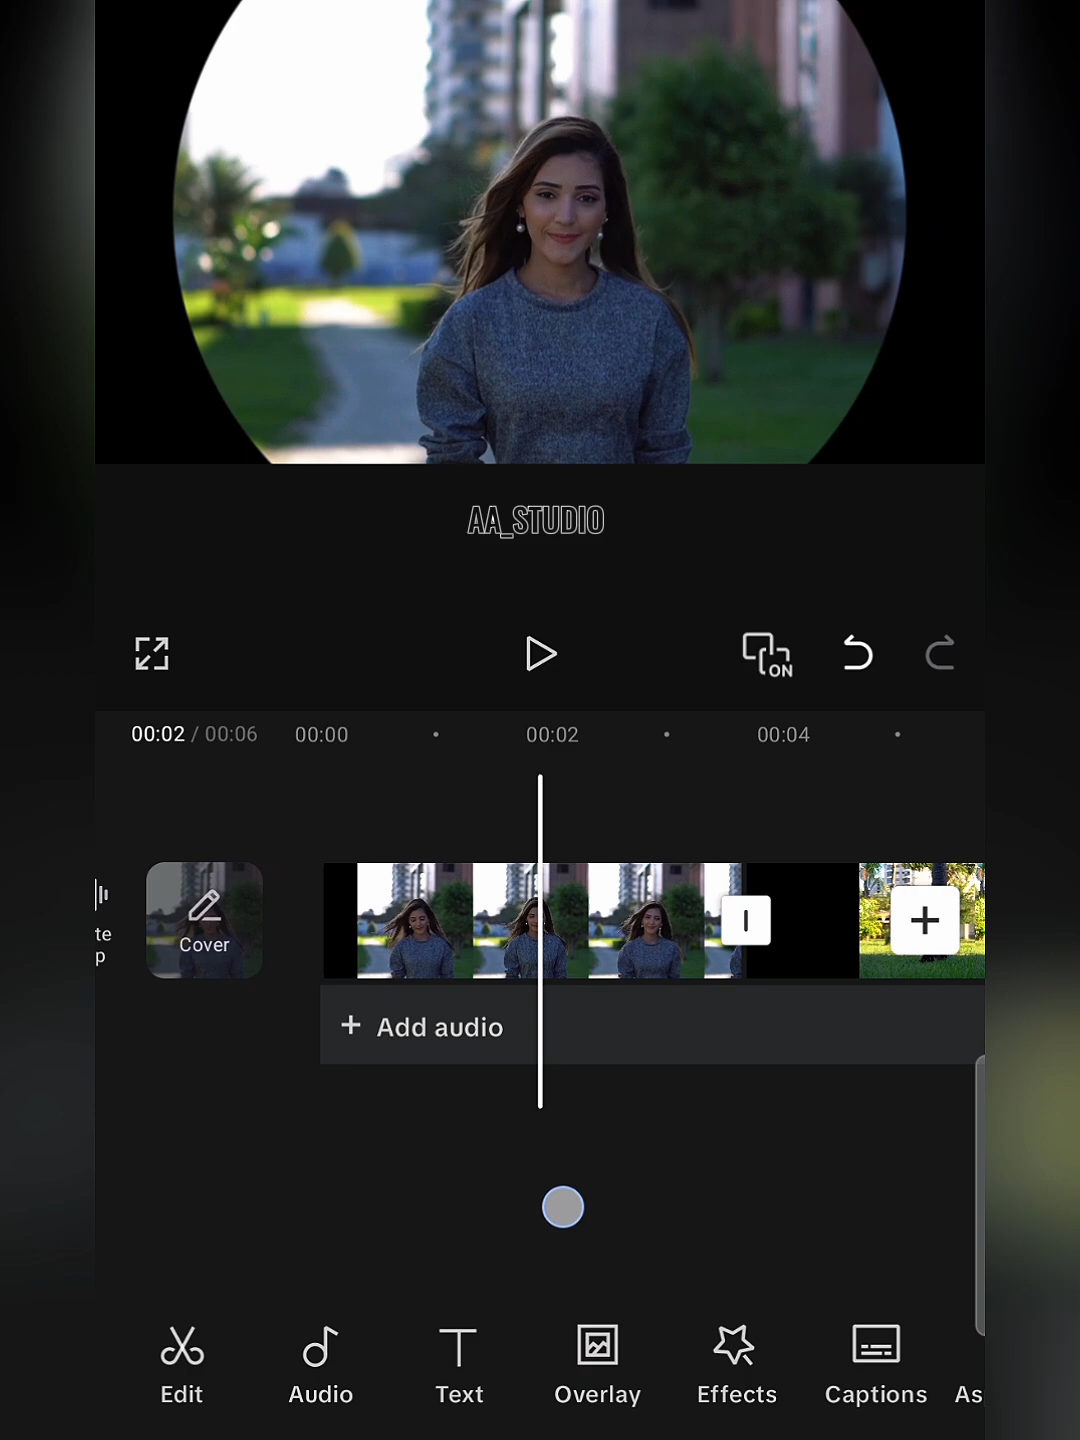 AA_STUDIO
ON
00:02 / 00:06
00:00
00:02
00:04
te
p
Cover
+ Add audio
Edit
Audio
Text
Overlay
Effects
Captions
As